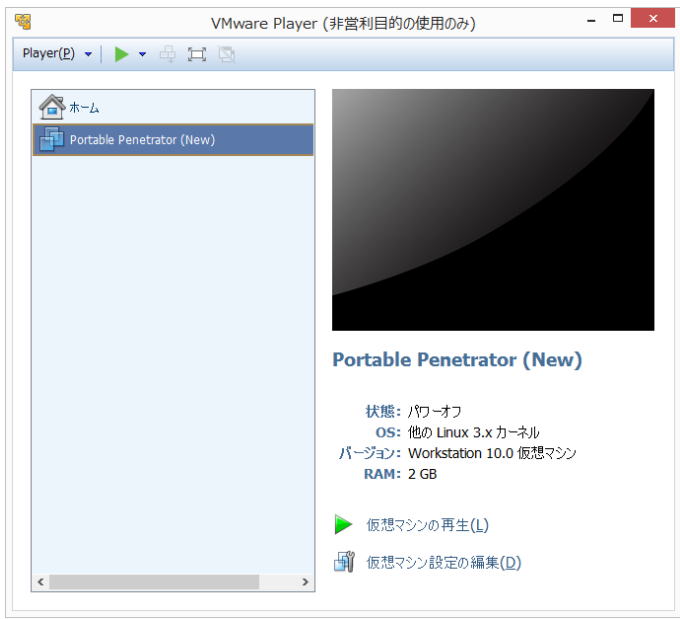 VMware Player (非営利目的の使用のみ)
Player(P)
ホーム
Portable Penetrator (New)
Portable Penetrator (New)
状態: パワーオフ
OS: 他の Linux 3.x カーネル
バージョン: Workstation 10.0 仮想マシン
RAM: 2 GB
仮想マシンの再生(L)
仮想マシン設定の編集(D)